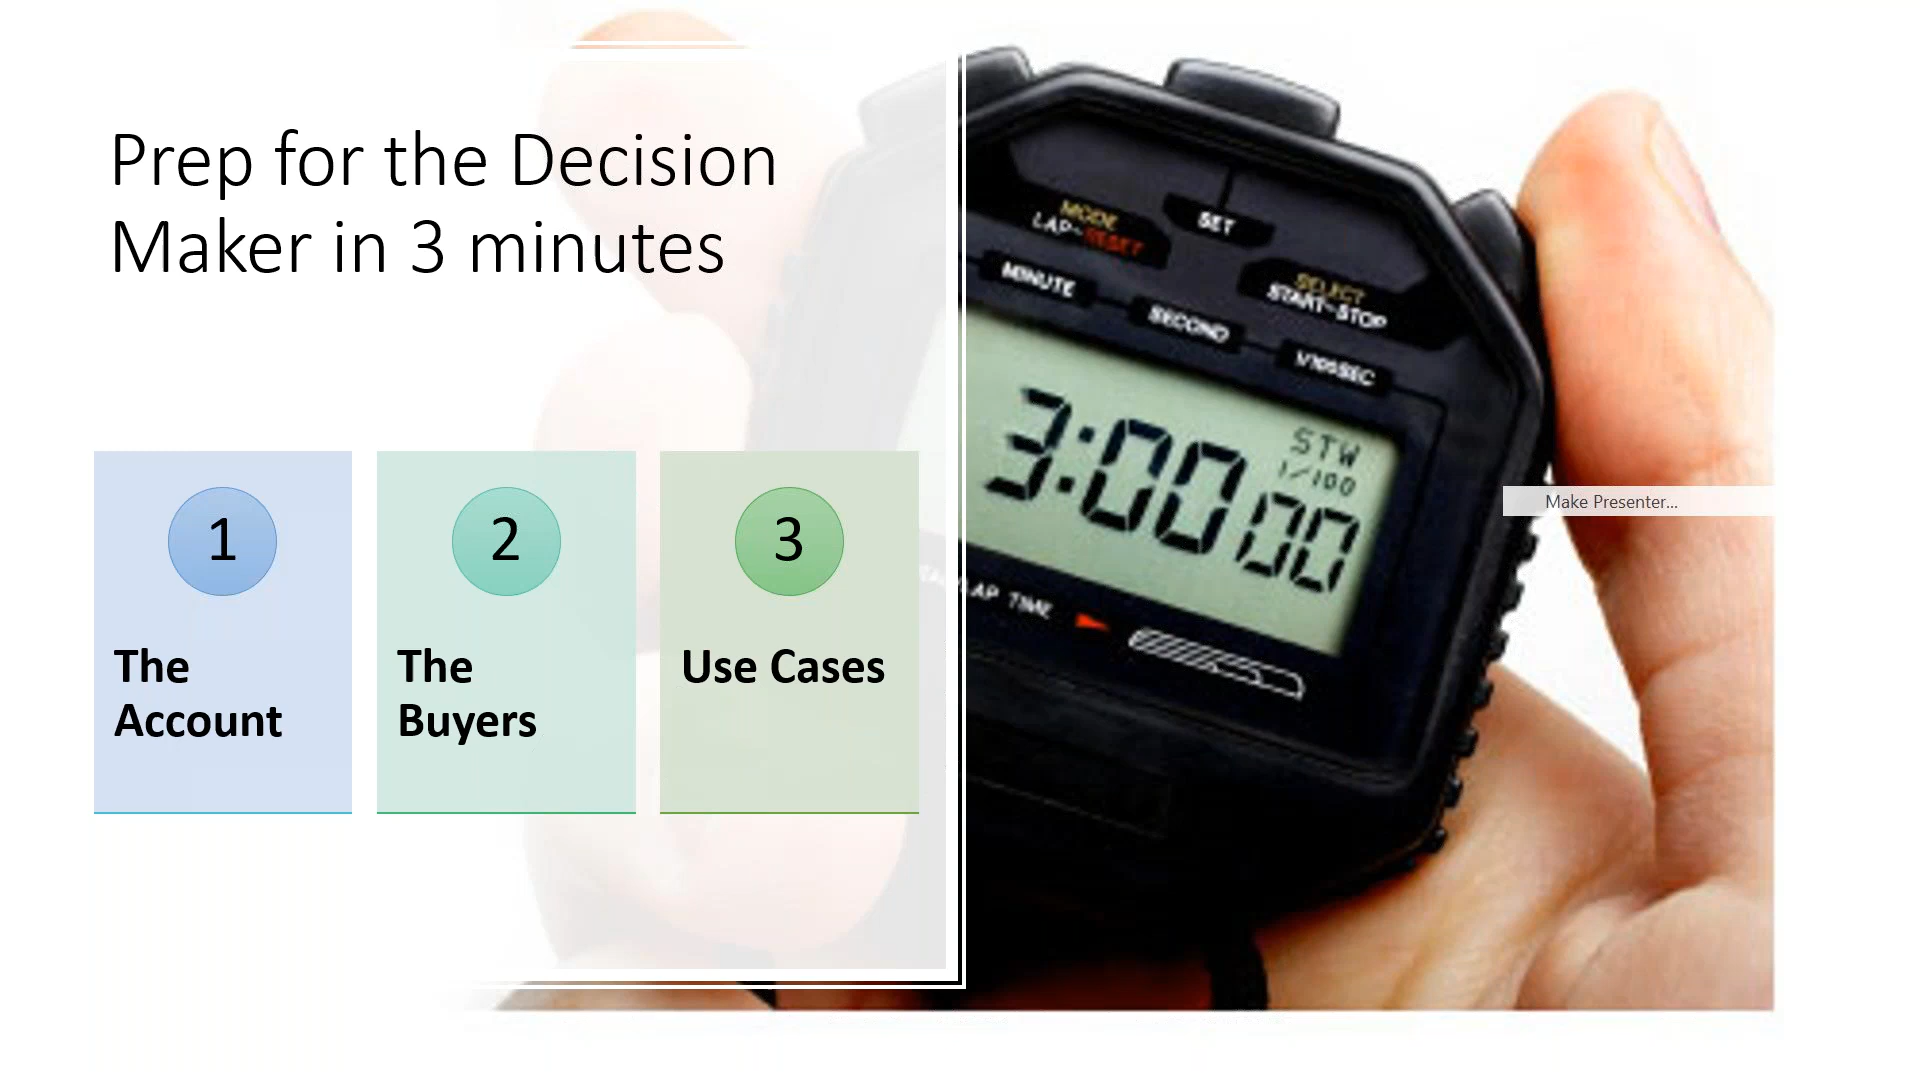 Prep for the Decision
Maker in 3 minutes
1
The
Account
2
The
Buyers
3
Use Cases
MODE
LAP-RESET
SET
SELECT
START-STOP
MINUTE
SECOND
1/100SEC
STW
1/100
3:00 00
LAP TIME
Make Presenter...